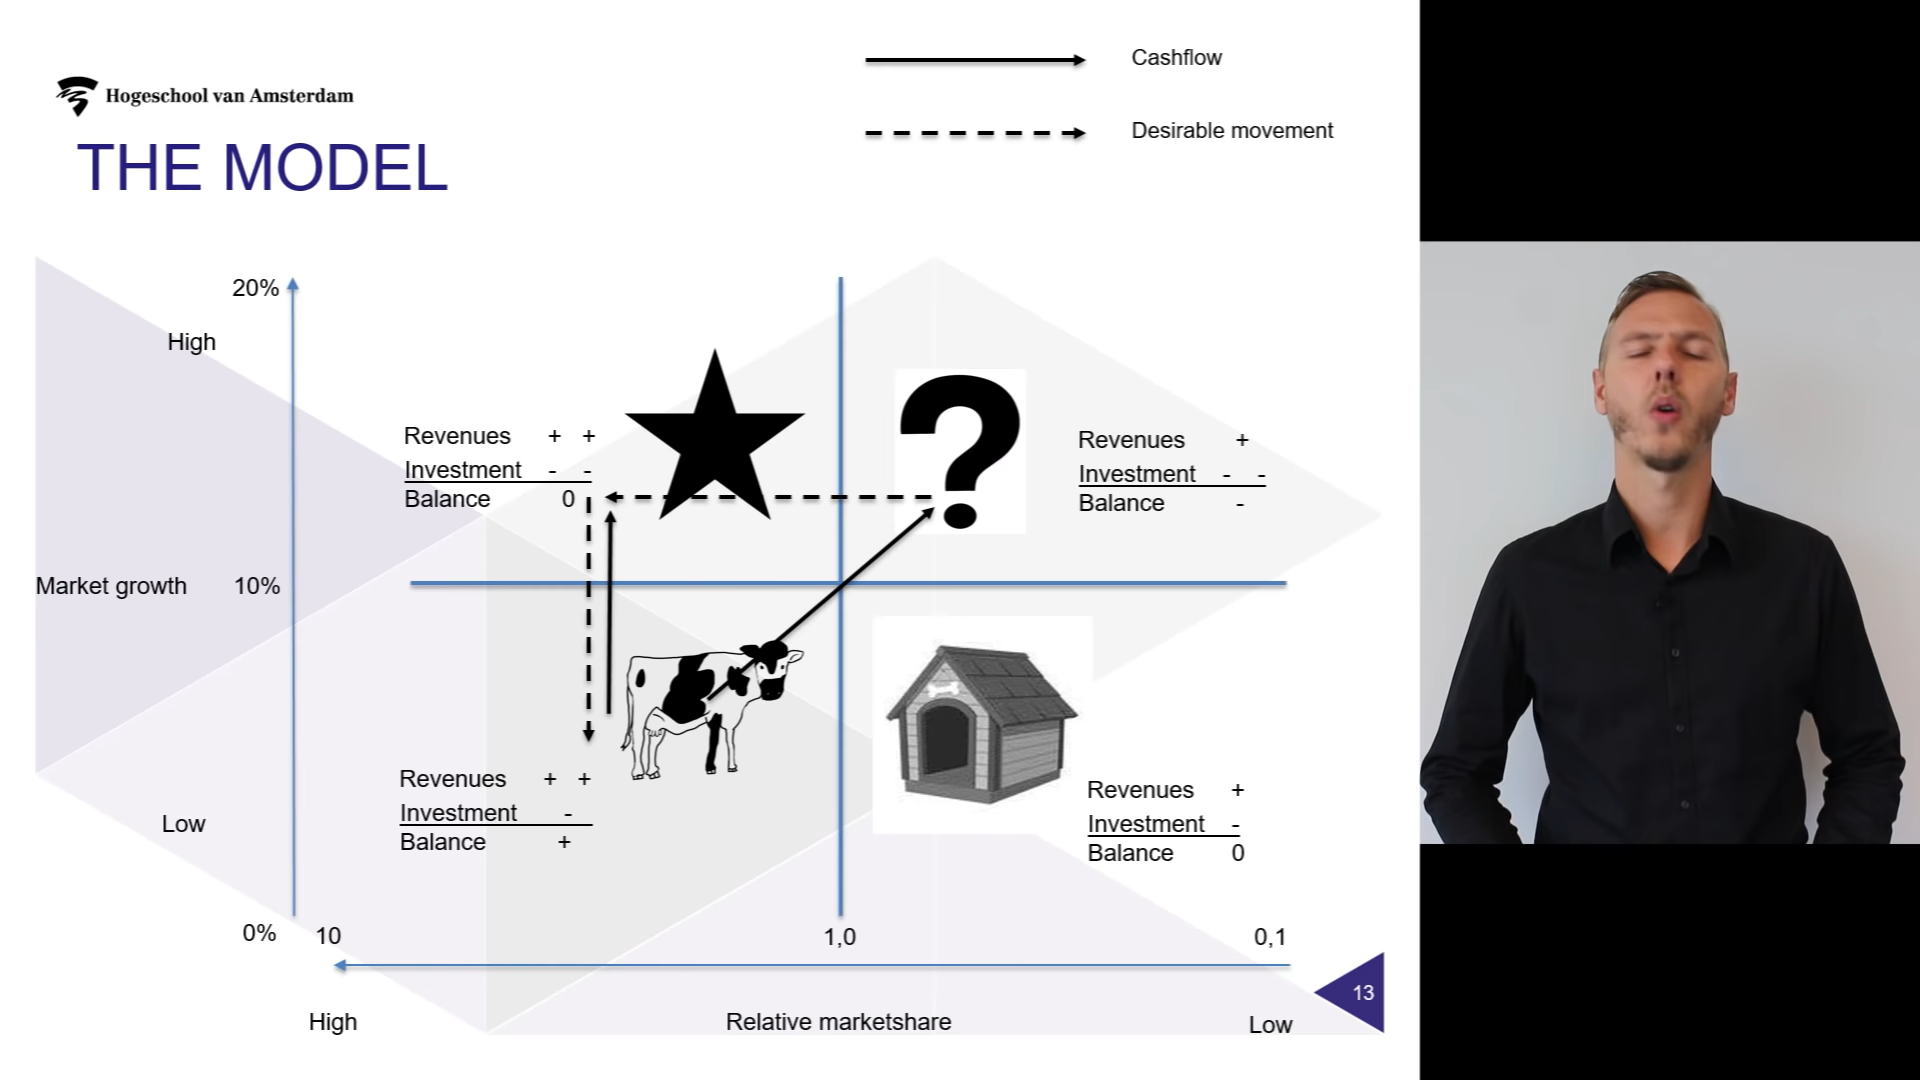 Cashflow
Hogeschool van Amsterdam
Desirable movement
THE MODEL
20%
High
Revenues + +
Investment - -
Balance 0
Revenues +
Investment - -
Balance -
Market growth 10%
Revenues + +
Investment -
Balance +
Revenues +
Investment -
Balance 0
Low
0% 10 1,0 0,1
13
High Relative marketshare Low